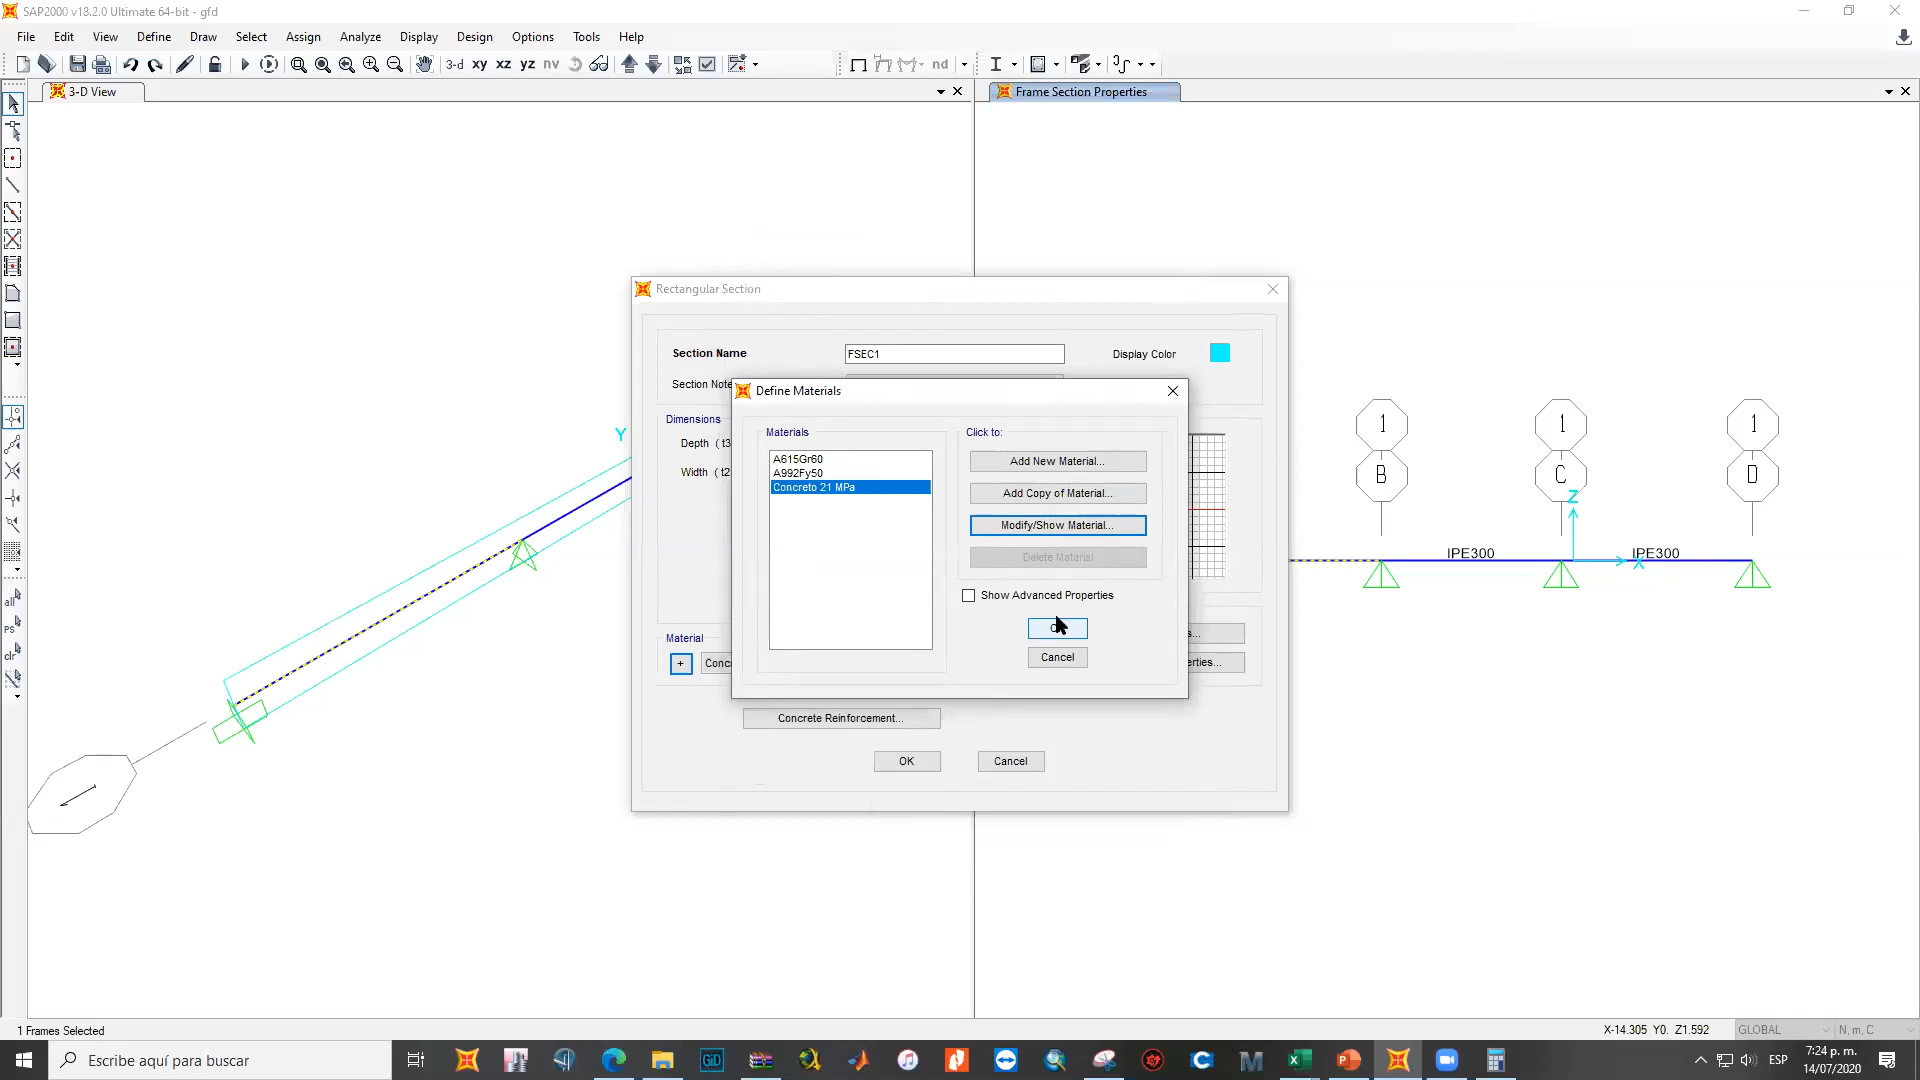 SAP2000 v18.2.0 Ultimate 64-bit - gfd
File Edit View Define Draw Select Assign Analyze Display Design Options Tools Help
3-d xy xz yz nv nd
3-D View
Frame Section Properties
Rectangular Section
Section Name FSEC1 Display Color
Section Note
Define Materials
Dimensions
Depth ( t3
Width ( t2
Materials
A615Gr60
A992Fy50
Concreto 21 MPa
Click to:
Add New Material...
Add Copy of Material...
Modify/Show Material...
Delete Material
Show Advanced Properties
Cancel
Material
+ Conc
s...
erties...
Concrete Reinforcement...
OK Cancel
Y
1 1 1
B C D
Z
X
IPE300 IPE300
all
PS
clr
1 Frames Selected
X-14.305 Y0. Z1.592
GLOBAL
N, m, C
Escribe aquí para buscar
GiD
ESP
7:24 p. m.
14/07/2020